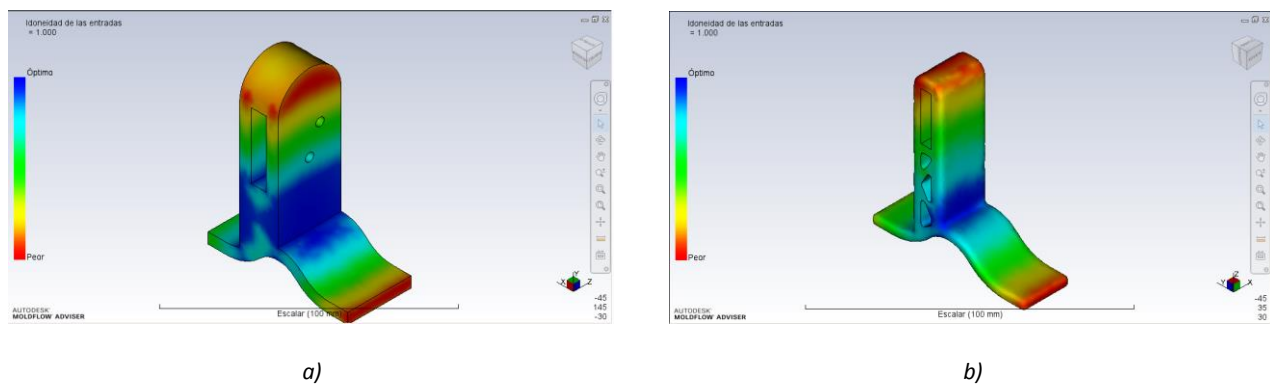 Idoneidad de las entradas
= 1.000
Óptimo
Peor
Escalar (100 mm)
AUTODESK®
MOLDFLOW ADVISER
X
Y
Z
-45
145
-30
a)
Idoneidad de las entradas
= 1.000
Óptimo
Peor
Escalar (100 mm)
AUTODESK®
MOLDFLOW ADVISER
Y
Z
X
-45
35
30
b)